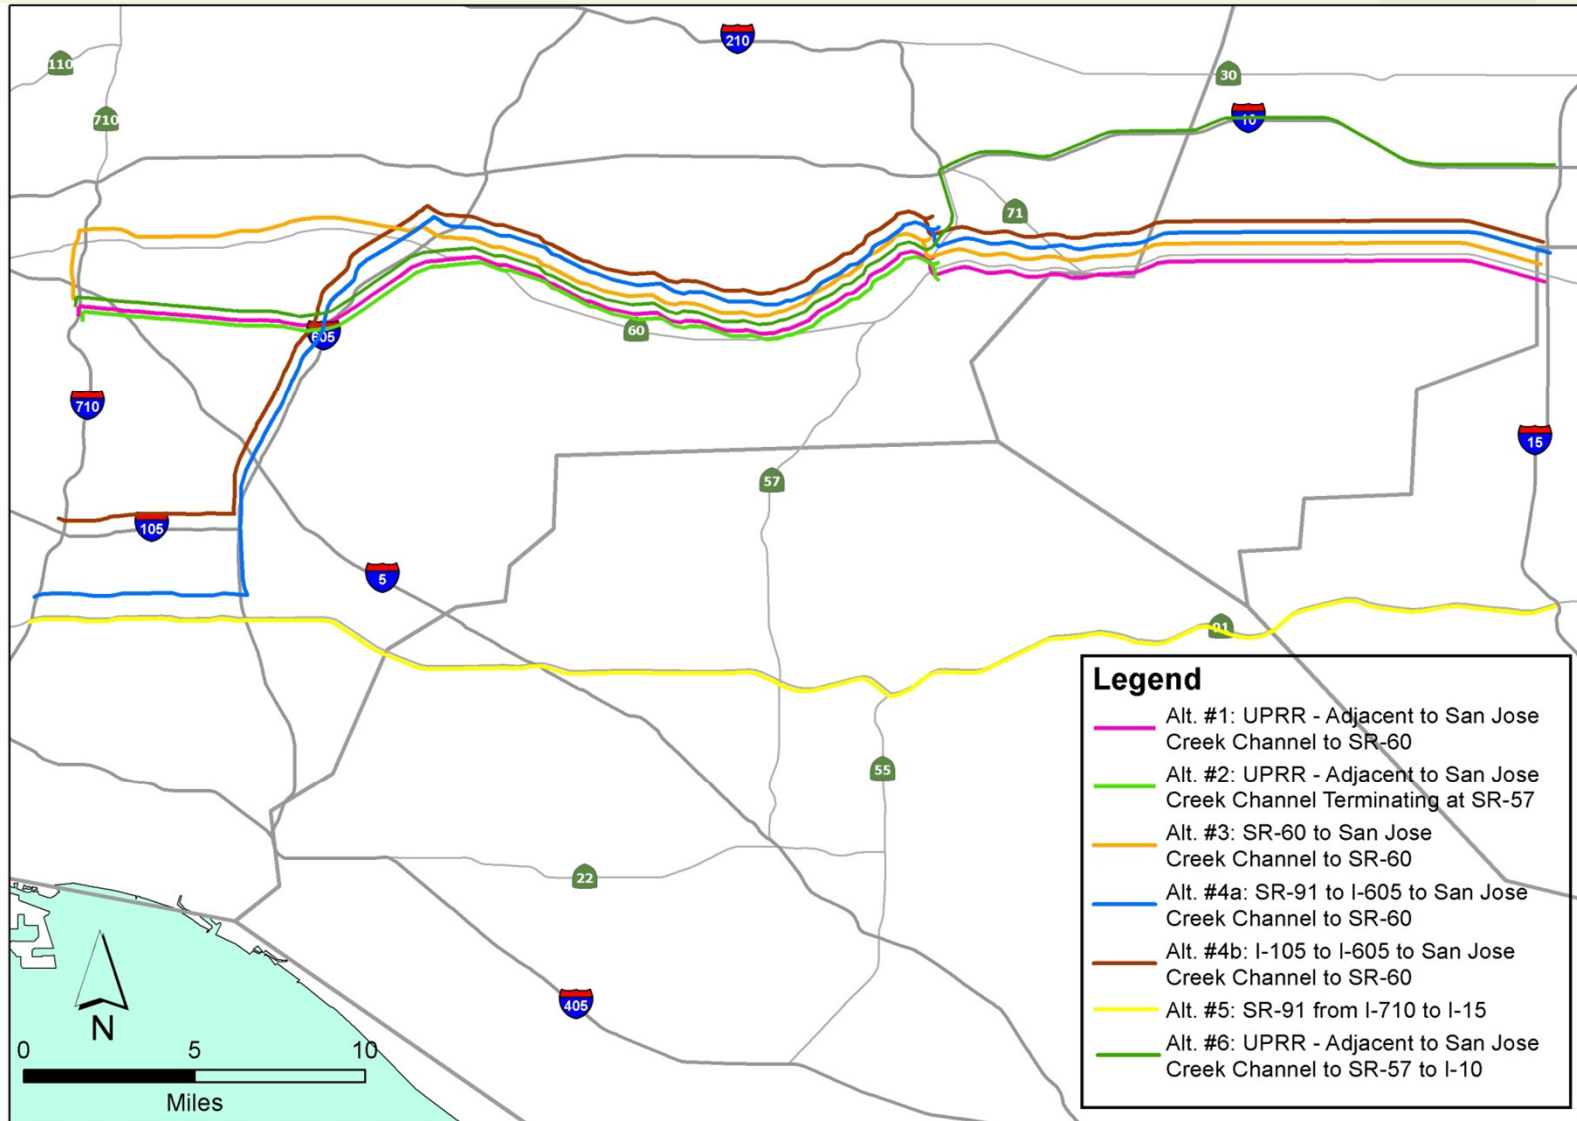 210
110
30
710
10
71
605
60
710
15
57
105
5
91
Legend
Alt. #1: UPRR - Adjacent to San Jose
Creek Channel to SR-60
Alt. #2: UPRR - Adjacent to San Jose
Creek Channel Terminating at SR-57
55
Alt. #3: SR-60 to San Jose
Creek Channel to SR-60
22
Alt. #4a: SR-91 to I-605 to San Jose
Creek Channel to SR-60
Alt. #4b: I-105 to I-605 to San Jose
Creek Channel to SR-60
405
Alt. #5: SR-91 from I-710 to I-15
Alt. #6: UPRR - Adjacent to San Jose
Creek Channel to SR-57 to I-10
N
0 5 10
Miles